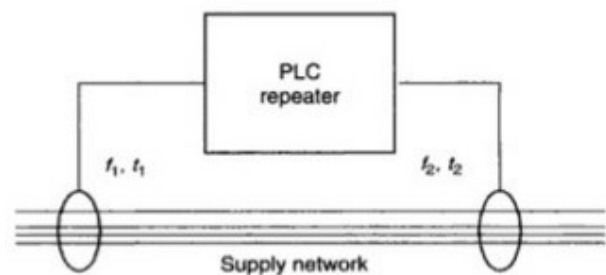 PLC
repeater
f₁, t₁
f₂, t₂
Supply network